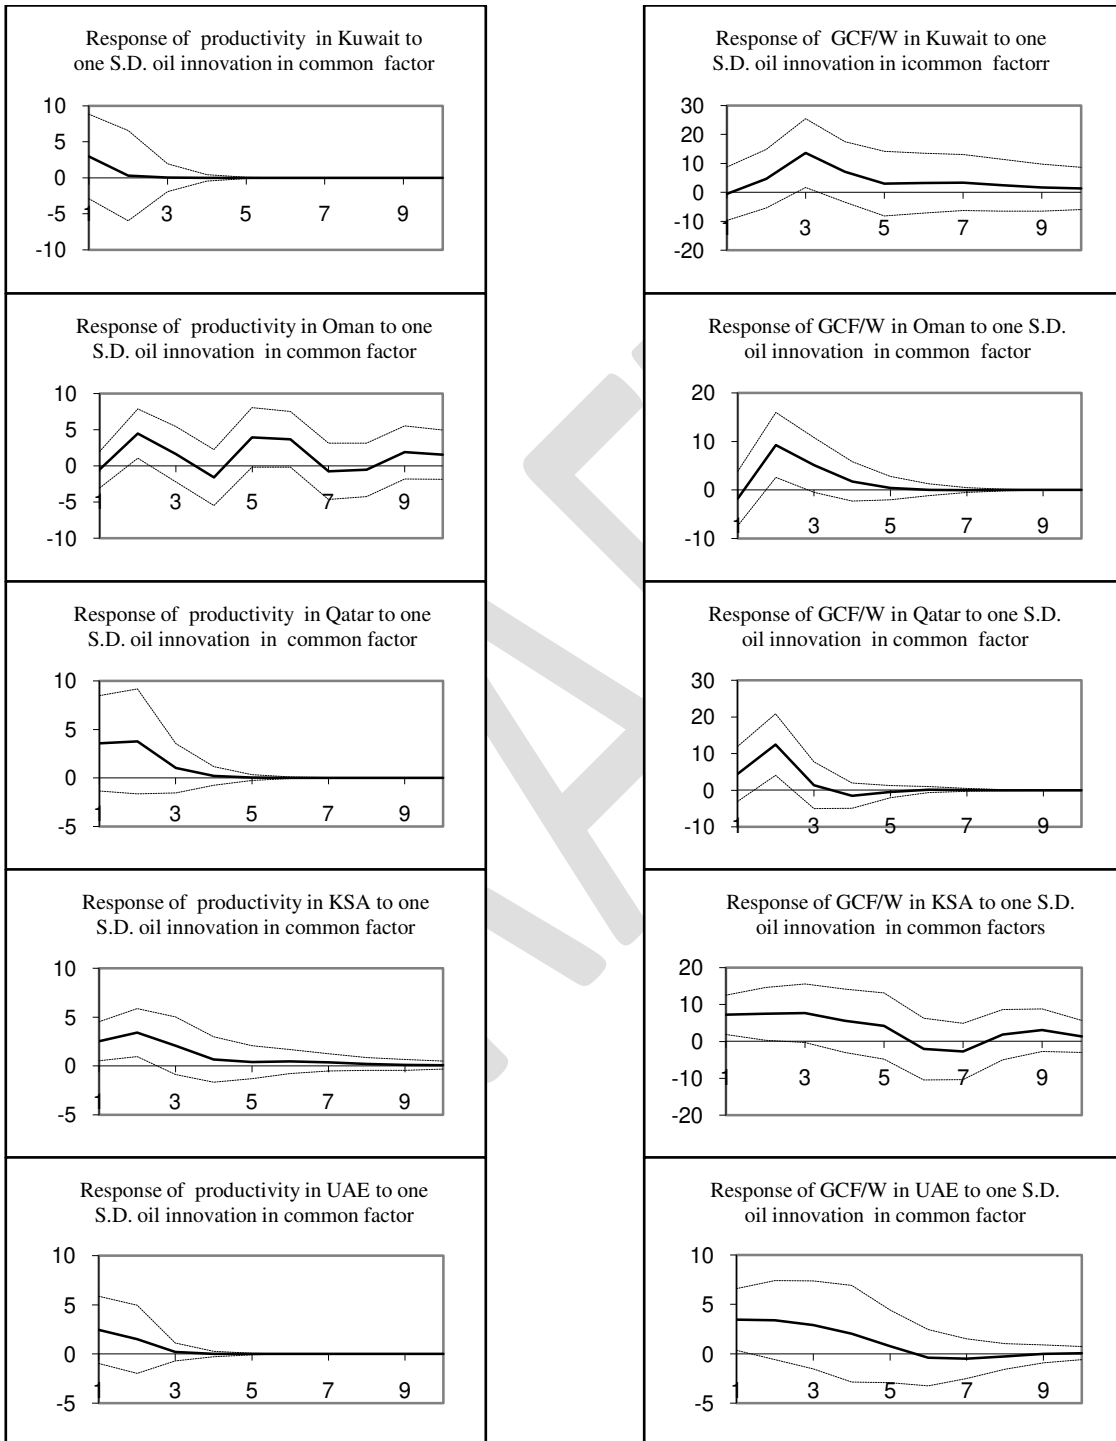 Response of productivity in Kuwait to
one S.D. oil innovation in common factor
10
5
0
-5
-10
1 3 5 7 9
Response of GCF/W in Kuwait to one
S.D. oil innovation in icommon factorr
30
20
10
0
-10
-20
1 3 5 7 9
Response of productivity in Oman to one
S.D. oil innovation in common factor
10
5
0
-5
-10
1 3 5 7 9
Response of GCF/W in Oman to one S.D.
oil innovation in common factor
20
10
0
-10
1 3 5 7 9
Response of productivity in Qatar to one
S.D. oil innovation in common factor
10
5
0
-5
1 3 5 7 9
Response of GCF/W in Qatar to one S.D.
oil innovation in common factor
30
20
10
0
-10
1 3 5 7 9
Response of productivity in KSA to one
S.D. oil innovation in common factor
10
5
0
-5
1 3 5 7 9
Response of GCF/W in KSA to one S.D.
oil innovation in common factors
20
10
0
-10
-20
1 3 5 7 9
Response of productivity in UAE to one
S.D. oil innovation in common factor
10
5
0
-5
1 3 5 7 9
Response of GCF/W in UAE to one S.D.
oil innovation in common factor
10
5
0
-5
1 3 5 7 9